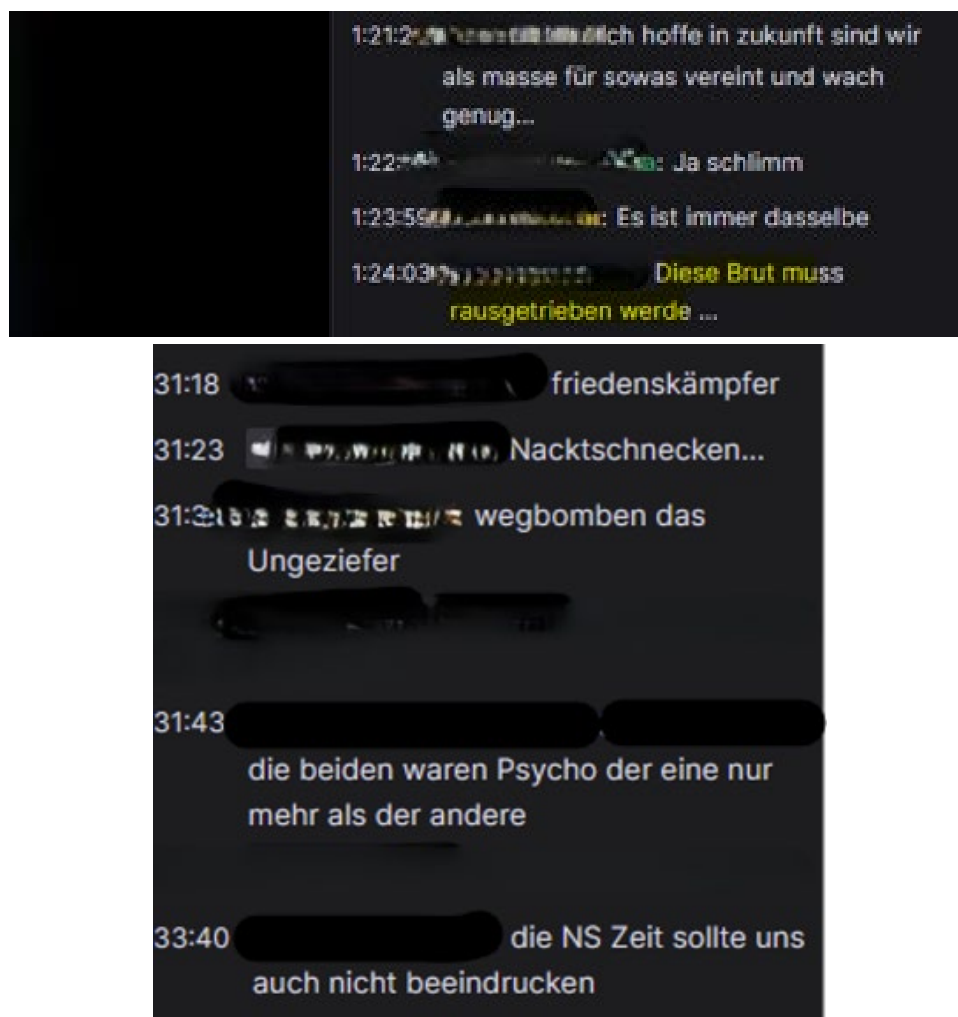 1:21:2 ch hoffe in zukunft sind wir
als masse für sowas vereint und wach
genug...
1:22: : Ja schlimm
1:23:59 : Es ist immer dasselbe
1:24:03 Diese Brut muss
rausgetrieben werde ...
31:18 friedenskämpfer
31:23 Nacktschnecken...
31:3 wegbomben das
Ungeziefer
31:43
die beiden waren Psycho der eine nur
mehr als der andere
33:40 die NS Zeit sollte uns
auch nicht beeindrucken